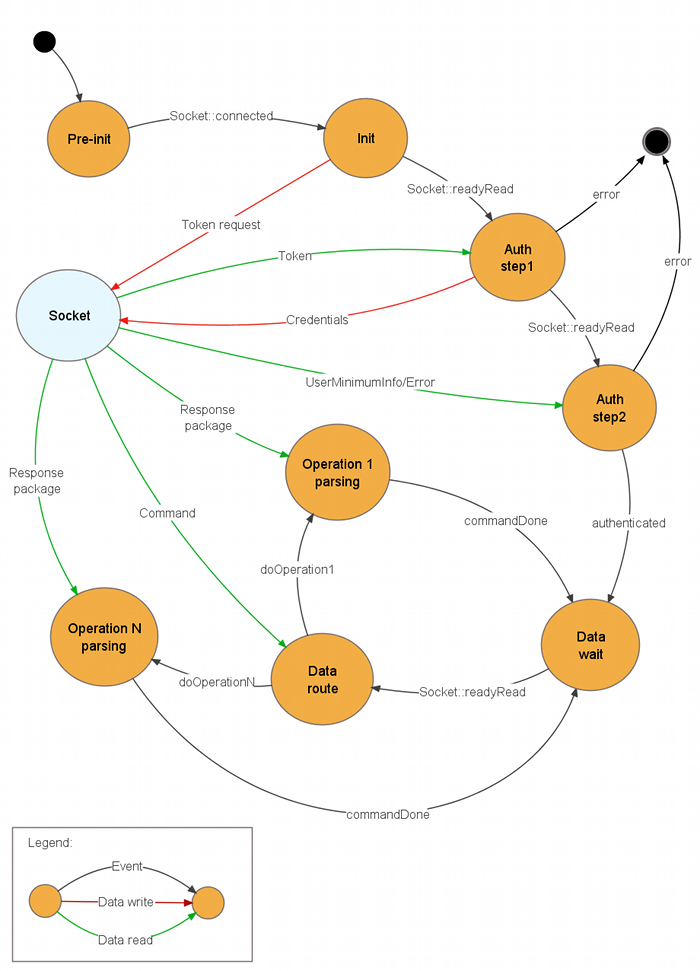 Pre-init
Socket::connected
Init
Socket::readyRead
error
Token request
Token
Auth
step1
error
Socket
Credentials
Socket::readyRead
UserMinimumInfo/Error
Auth
step2
Response
package
Operation 1
parsing
Response
package
Command
commandDone
authenticated
doOperation1
Operation N
parsing
Data
wait
Data
route
doOperationN
Socket::readyRead
commandDone
Legend:
Event
Data write
Data read